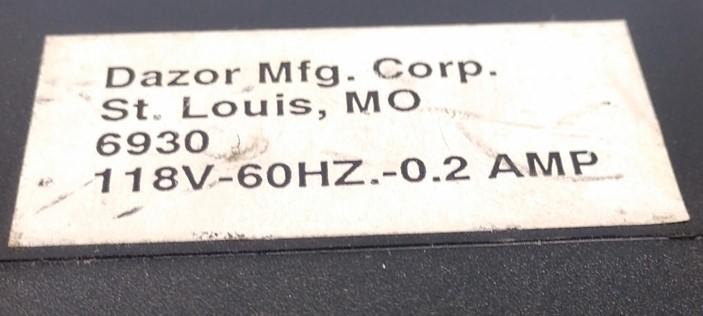 Dazor Mfg. Corp.
St. Louis, MO
6930
118V-60HZ.-0.2 AMP